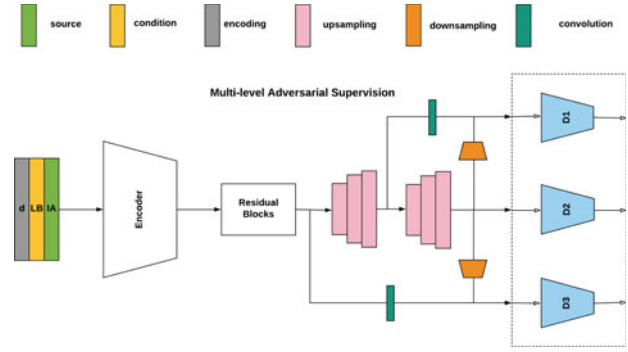 source
condition
encoding
upsampling
downsampling
convolution
Multi-level Adversarial Supervision
d
LB
IA
Encoder
Residual
Blocks
D1
D2
D3